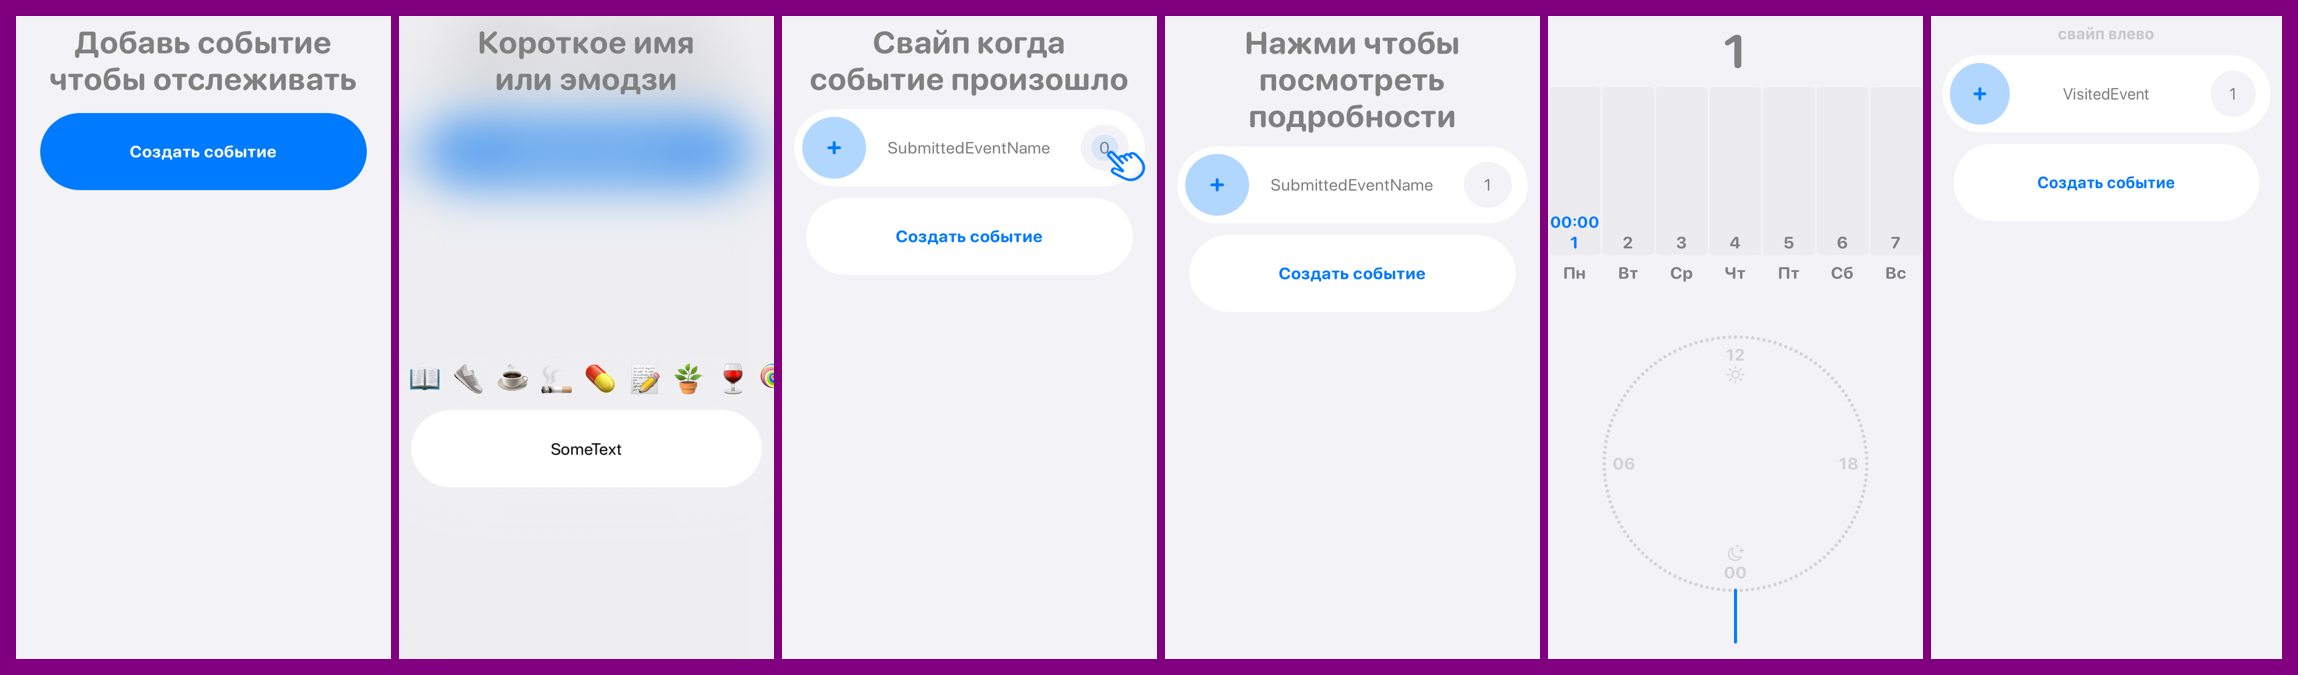 Добавь событие
чтобы отслеживать
Создать событие
Короткое имя
или эмодзи
SomeText
Свайп когда
событие произошло
+ SubmittedEventName 0
Создать событие
Нажми чтобы
посмотреть
подробности
+ SubmittedEventName 1
Создать событие
1
00:00
1 2 3 4 5 6 7
Пн Вт Ср Чт Пт Сб Вс
12
06 18
00
свайп влево
+ VisitedEvent 1
Создать событие